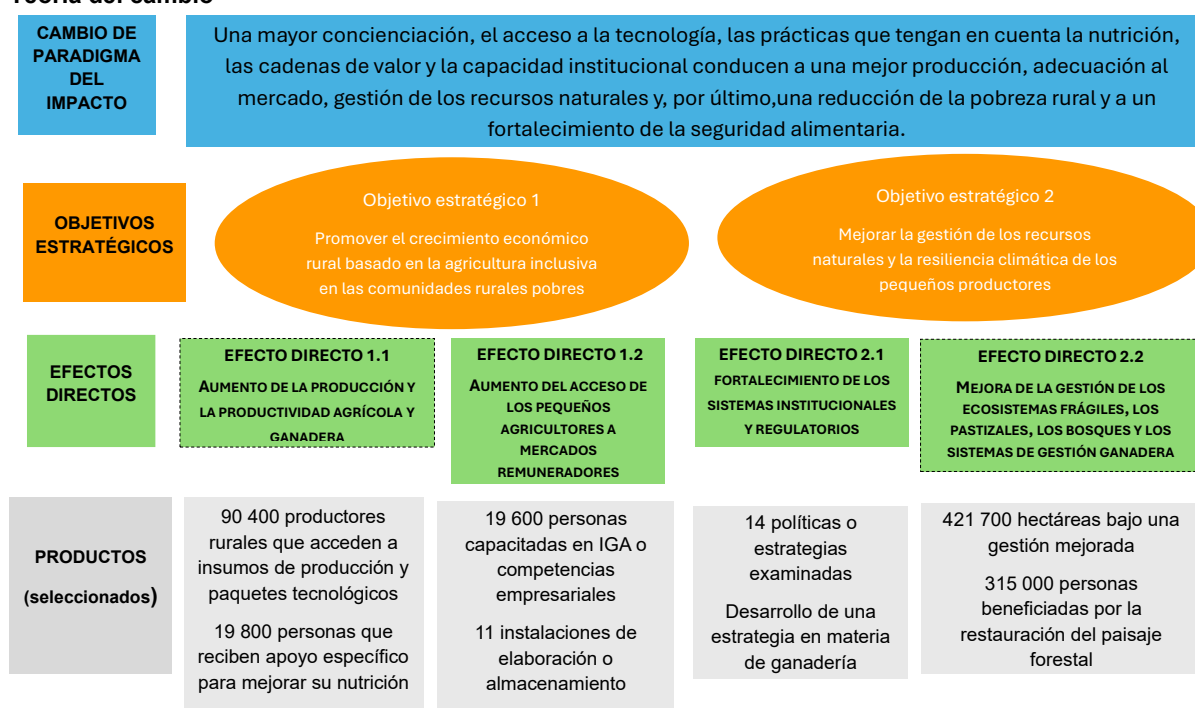 Teoría del cambio
CAMBIO DE
PARADIGMA
DEL
IMPACTO
Una mayor concienciación, el acceso a la tecnología, las prácticas que tengan en cuenta la nutrición,
las cadenas de valor y la capacidad institucional conducen a una mejor producción, adecuación al
mercado, gestión de los recursos naturales y, por último,una reducción de la pobreza rural y a un
fortalecimiento de la seguridad alimentaria.
OBJETIVOS
ESTRATÉGICOS
Objetivo estratégico 1
Promover el crecimiento económico
rural basado en la agricultura inclusiva
en las comunidades rurales pobres
Objetivo estratégico 2
Mejorar la gestión de los recursos
naturales y la resiliencia climática de los
pequeños productores
EFECTOS
DIRECTOS
EFECTO DIRECTO 1.1
AUMENTO DE LA PRODUCCIÓN Y
LA PRODUCTIVIDAD AGRÍCOLA Y
GANADERA
EFECTO DIRECTO 1.2
AUMENTO DEL ACCESO DE
LOS PEQUEÑOS
AGRICULTORES A
MERCADOS
REMUNERADORES
EFECTO DIRECTO 2.1
FORTALECIMIENTO DE LOS
SISTEMAS INSTITUCIONALES
Y REGULATORIOS
EFECTO DIRECTO 2.2
MEJORA DE LA GESTIÓN DE LOS
ECOSISTEMAS FRÁGILES, LOS
PASTIZALES, LOS BOSQUES Y LOS
SISTEMAS DE GESTIÓN GANADERA
PRODUCTOS
(seleccionados)
90 400 productores
rurales que acceden a
insumos de producción y
paquetes tecnológicos
19 800 personas que
reciben apoyo específico
para mejorar su nutrición
19 600 personas
capacitadas en IGA o
competencias
empresariales
11 instalaciones de
elaboración o
almacenamiento
14 políticas o
estrategias
examinadas
Desarrollo de una
estrategia en materia
de ganadería
421 700 hectáreas bajo una
gestión mejorada
315 000 personas
beneficiadas por la
restauración del paisaje
forestal